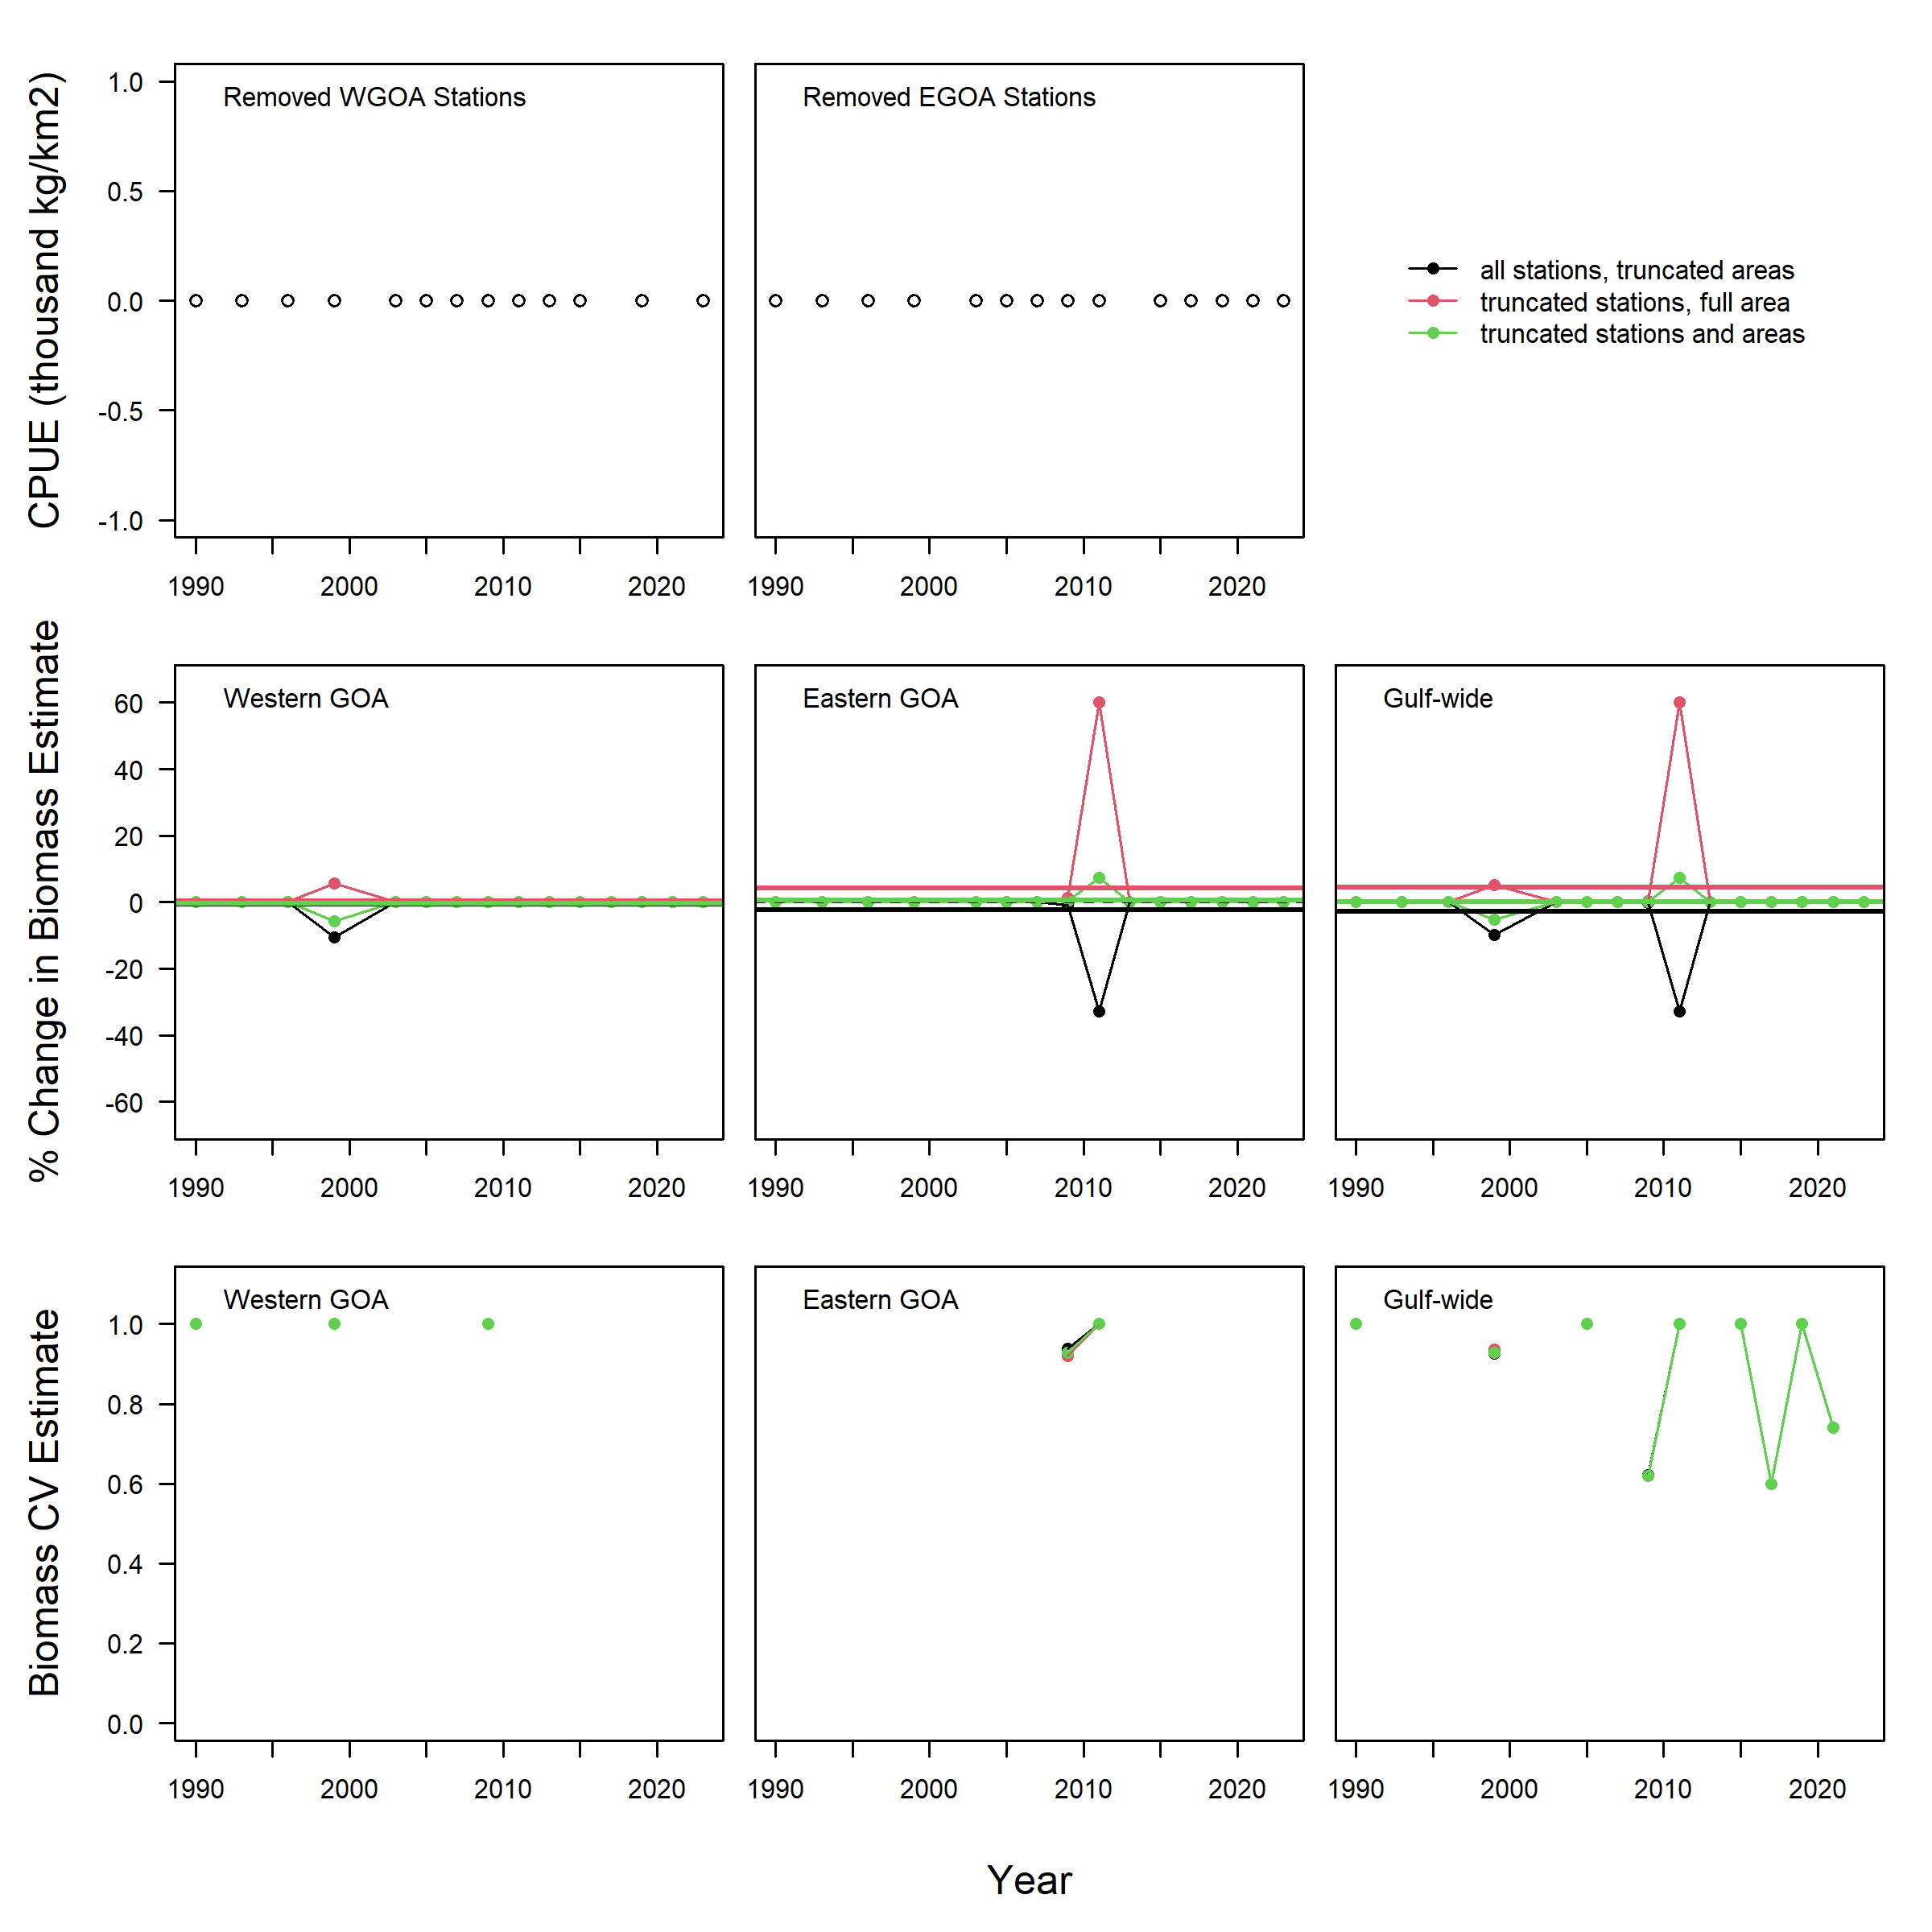 CPUE (thousand kg/km2)
1.0
0.5
0.0
-0.5
-1.0
Removed WGOA Stations
1990 2000 2010 2020
Removed EGOA Stations
1990 2000 2010 2020
all stations, truncated areas
truncated stations, full area
truncated stations and areas
% Change in Biomass Estimate
60
40
20
0
-20
-40
-60
Western GOA
1990 2000 2010 2020
Eastern GOA
1990 2000 2010 2020
Gulf-wide
1990 2000 2010 2020
Biomass CV Estimate
1.0
0.8
0.6
0.4
0.2
0.0
Western GOA
1990 2000 2010 2020
Eastern GOA
1990 2000 2010 2020
Gulf-wide
1990 2000 2010 2020
Year